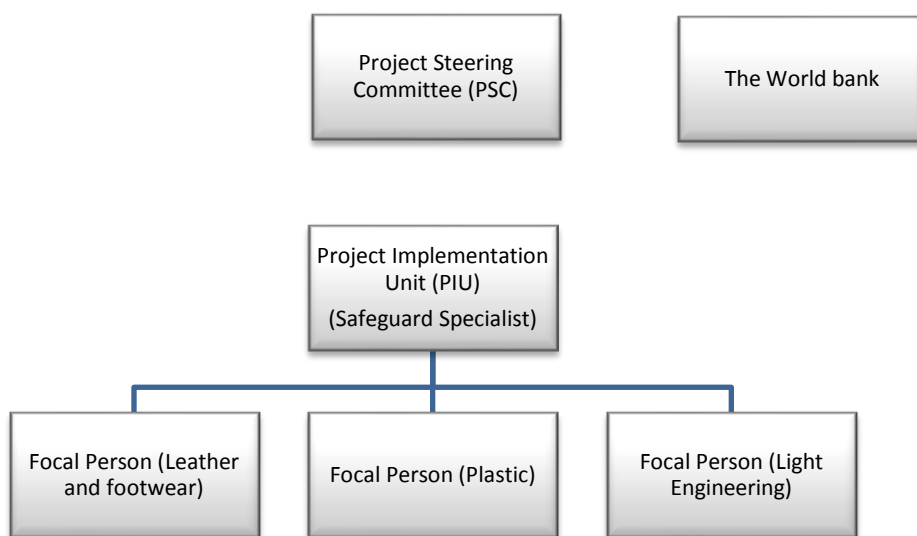 Project Steering
Committee (PSC)
The World bank
Project Implementation
Unit (PIU)
(Safeguard Specialist)
Focal Person (Leather
and footwear)
Focal Person (Plastic)
Focal Person (Light
Engineering)